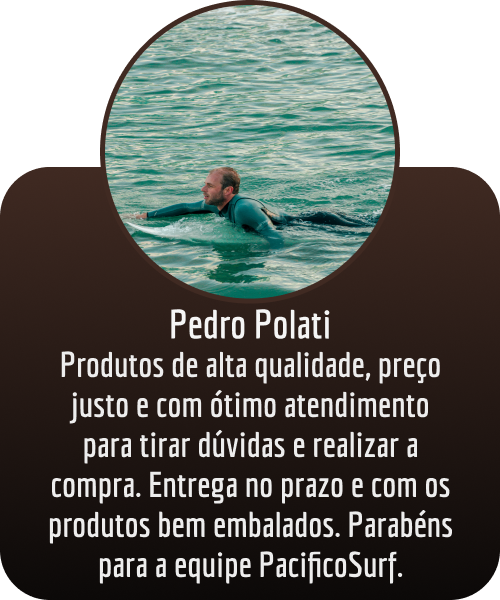 Pedro Polati
Produtos de alta qualidade, preço
justo e com ótimo atendimento
para tirar dúvidas e realizar a
compra. Entrega no prazo e com os
produtos bem embalados. Parabéns
para a equipe PacificoSurf.